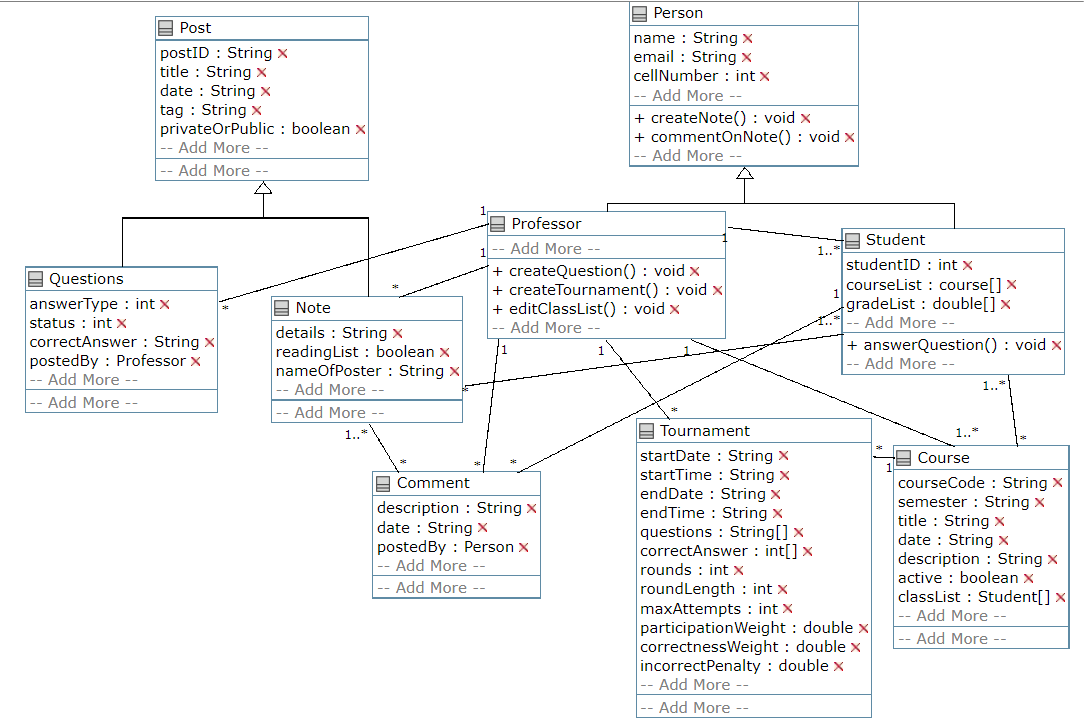 Post
postID : String
title : String
date : String
tag : String
privateOrPublic : boolean
-- Add More --
-- Add More --
Person
name : String
email : String
cellNumber : int
-- Add More --
+ createNote() : void
+ commentOnNote() : void
-- Add More --
Professor
-- Add More --
+ createQuestion() : void
+ createTournament() : void
+ editClassList() : void
-- Add More --
Student
studentID : int
courseList : course[]
gradeList : double[]
-- Add More --
+ answerQuestion() : void
-- Add More --
Questions
answerType : int
status : int
correctAnswer : String
postedBy : Professor
-- Add More --
-- Add More --
Note
details : String
readingList : boolean
nameOfPoster : String
-- Add More --
-- Add More --
Comment
description : String
date : String
postedBy : Person
-- Add More --
-- Add More --
Tournament
startDate : String
startTime : String
endDate : String
endTime : String
questions : String[]
correctAnswer : int[]
rounds : int
roundLength : int
maxAttempts : int
participationWeight : double
correctnessWeight : double
incorrectPenalty : double
-- Add More --
-- Add More --
Course
courseCode : String
semester : String
title : String
date : String
description : String
active : boolean
classList : Student[]
-- Add More --
-- Add More --
1
*
1
*
1
1..*
1
1..*
*
1
1
1
*
1..*
*
*
*
1..*
*
1..*
*
1